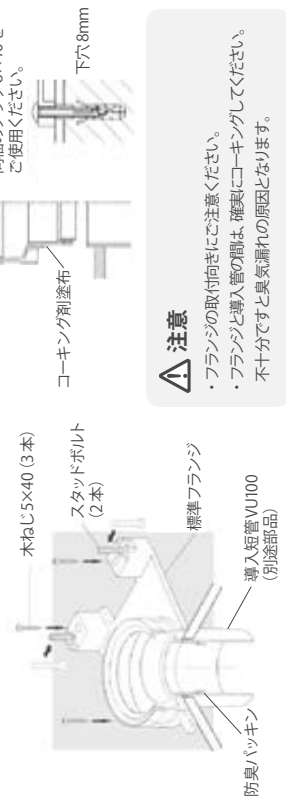 木ねじ5×40(3本)
スタッドボルト
(2本)
標準フランジ
導入短管VU100
(別途部品)
防臭パッキン
ご使用ください。
下穴8mm
コーキング剤塗布
注意
・フランジの取付向きにご注意ください。
・フランジと導入管の間は、確実にコーキングしてください。
不十分ですと臭気漏れの原因となります。